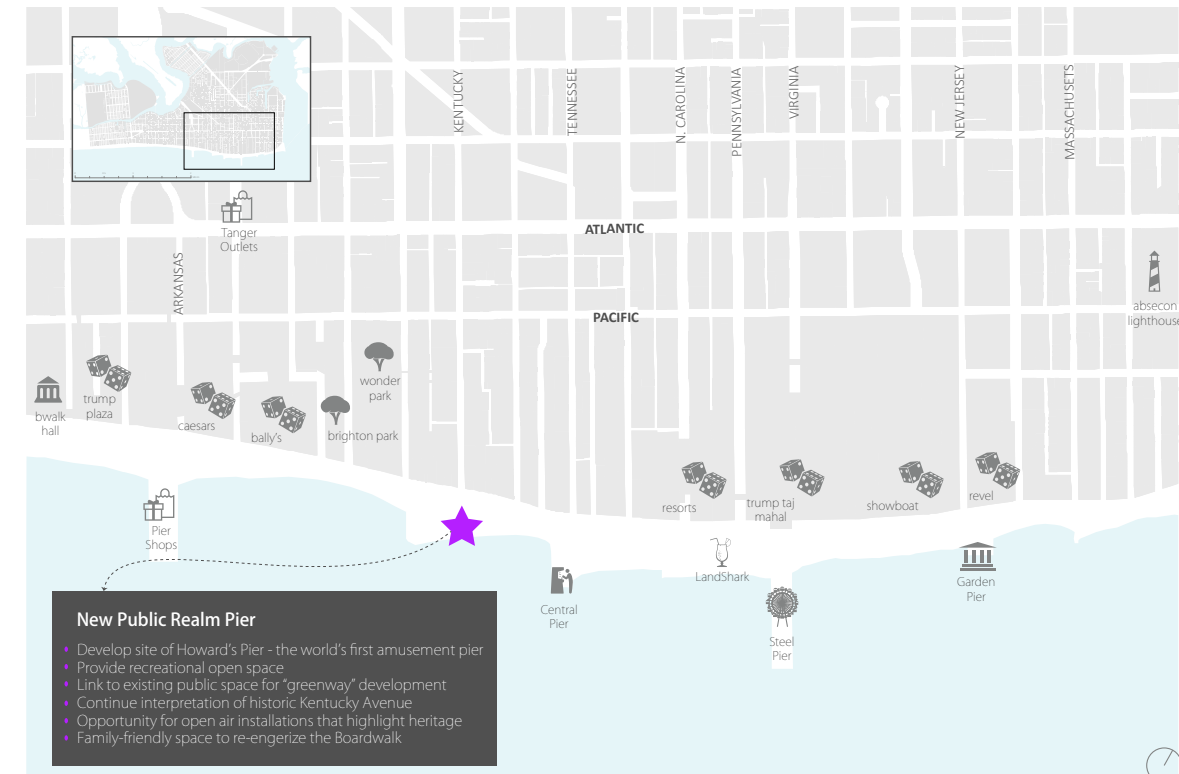 KENTUCKY
TENNESSEE
N. CAROLINA
PENNSYLVANIA
VIRGINIA
NEW JERSEY
MASSACHUSETS
Tanger
Outlets
ATLANTIC
ARKANSAS
PACIFIC
absecon
lighthouse
wonder
park
trump
plaza
bwalk
hall
caesars
bally's
brighton park
resorts
trump taj
mahal
showboat
revel
Pier
Shops
LandShark
Garden
Pier
Central
Pier
Steel
Pier
New Public Realm Pier
Develop site of Howard's Pier - the world's first amusement pier
Provide recreational open space
Link to existing public space for "greenway" development
Continue interpretation of historic Kentucky Avenue
Opportunity for open air installations that highlight heritage
Family-friendly space to re-engerize the Boardwalk